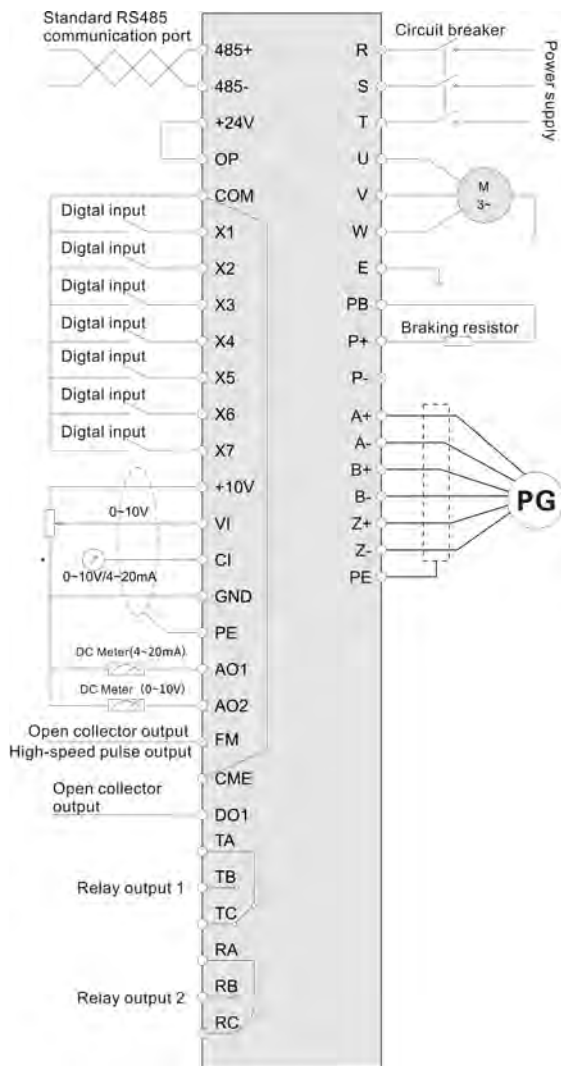 Standard RS485
communication port
485+
485-
+24V
OP
COM
Digtal input
X1
Digtal input
X2
Digtal input
X3
Digtal input
X4
Digtal input
X5
Digtal input
X6
Digtal input
X7
+10V
0~10V
VI
CI
0~10V/4~20mA
GND
PE
DC Meter(4~20mA)
AO1
DC Meter (0~10V)
AO2
Open collector output
High-speed pulse output
FM
CME
Open collector
output
DO1
TA
TB
Relay output 1
TC
RA
RB
Relay output 2
RC
Circuit breaker
Power supply
R
S
T
U
V
W
M
3~
E
PB
Braking resistor
P+
P-
A+
A-
B+
B-
Z+
Z-
PE
PG